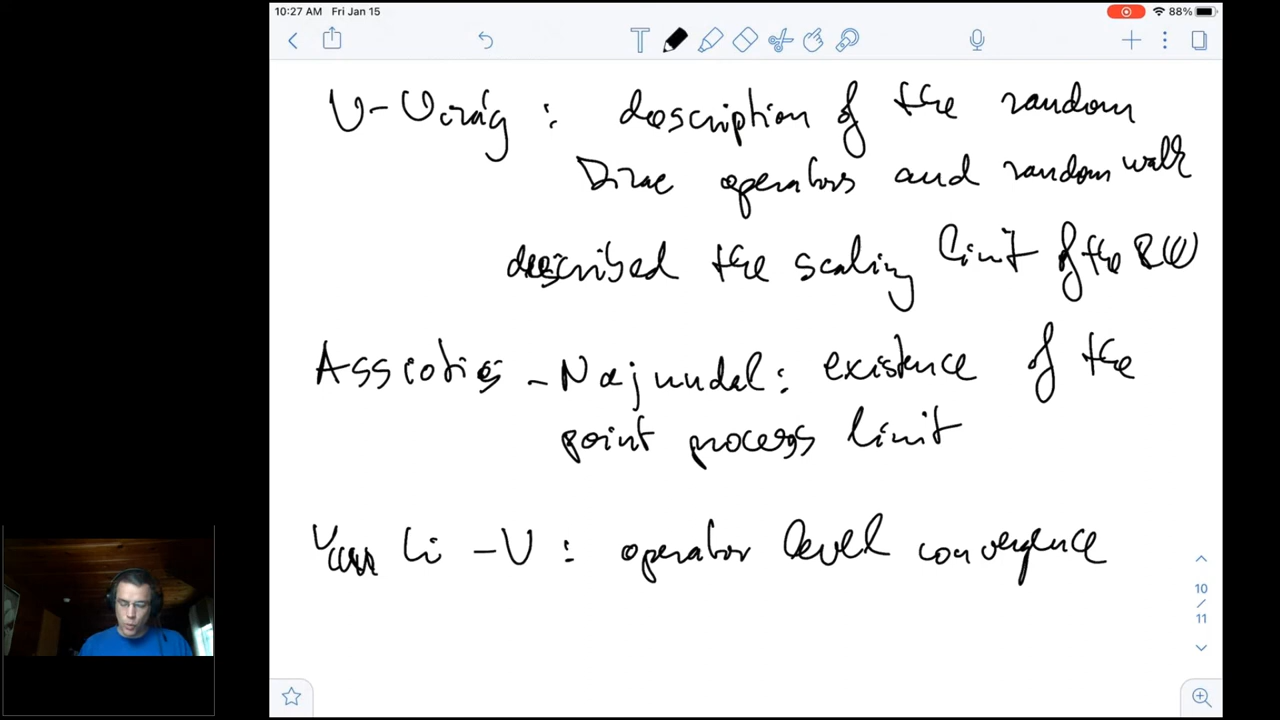 10:27 AM Fri Jan 15
88%
V-Virág : description of the random
Dirac operators and random walk
described the scaling limit of the RW
Assiotis - Najnudel : existence of the
point process limit
Yun Li - V : operator level convergence
10
/
11